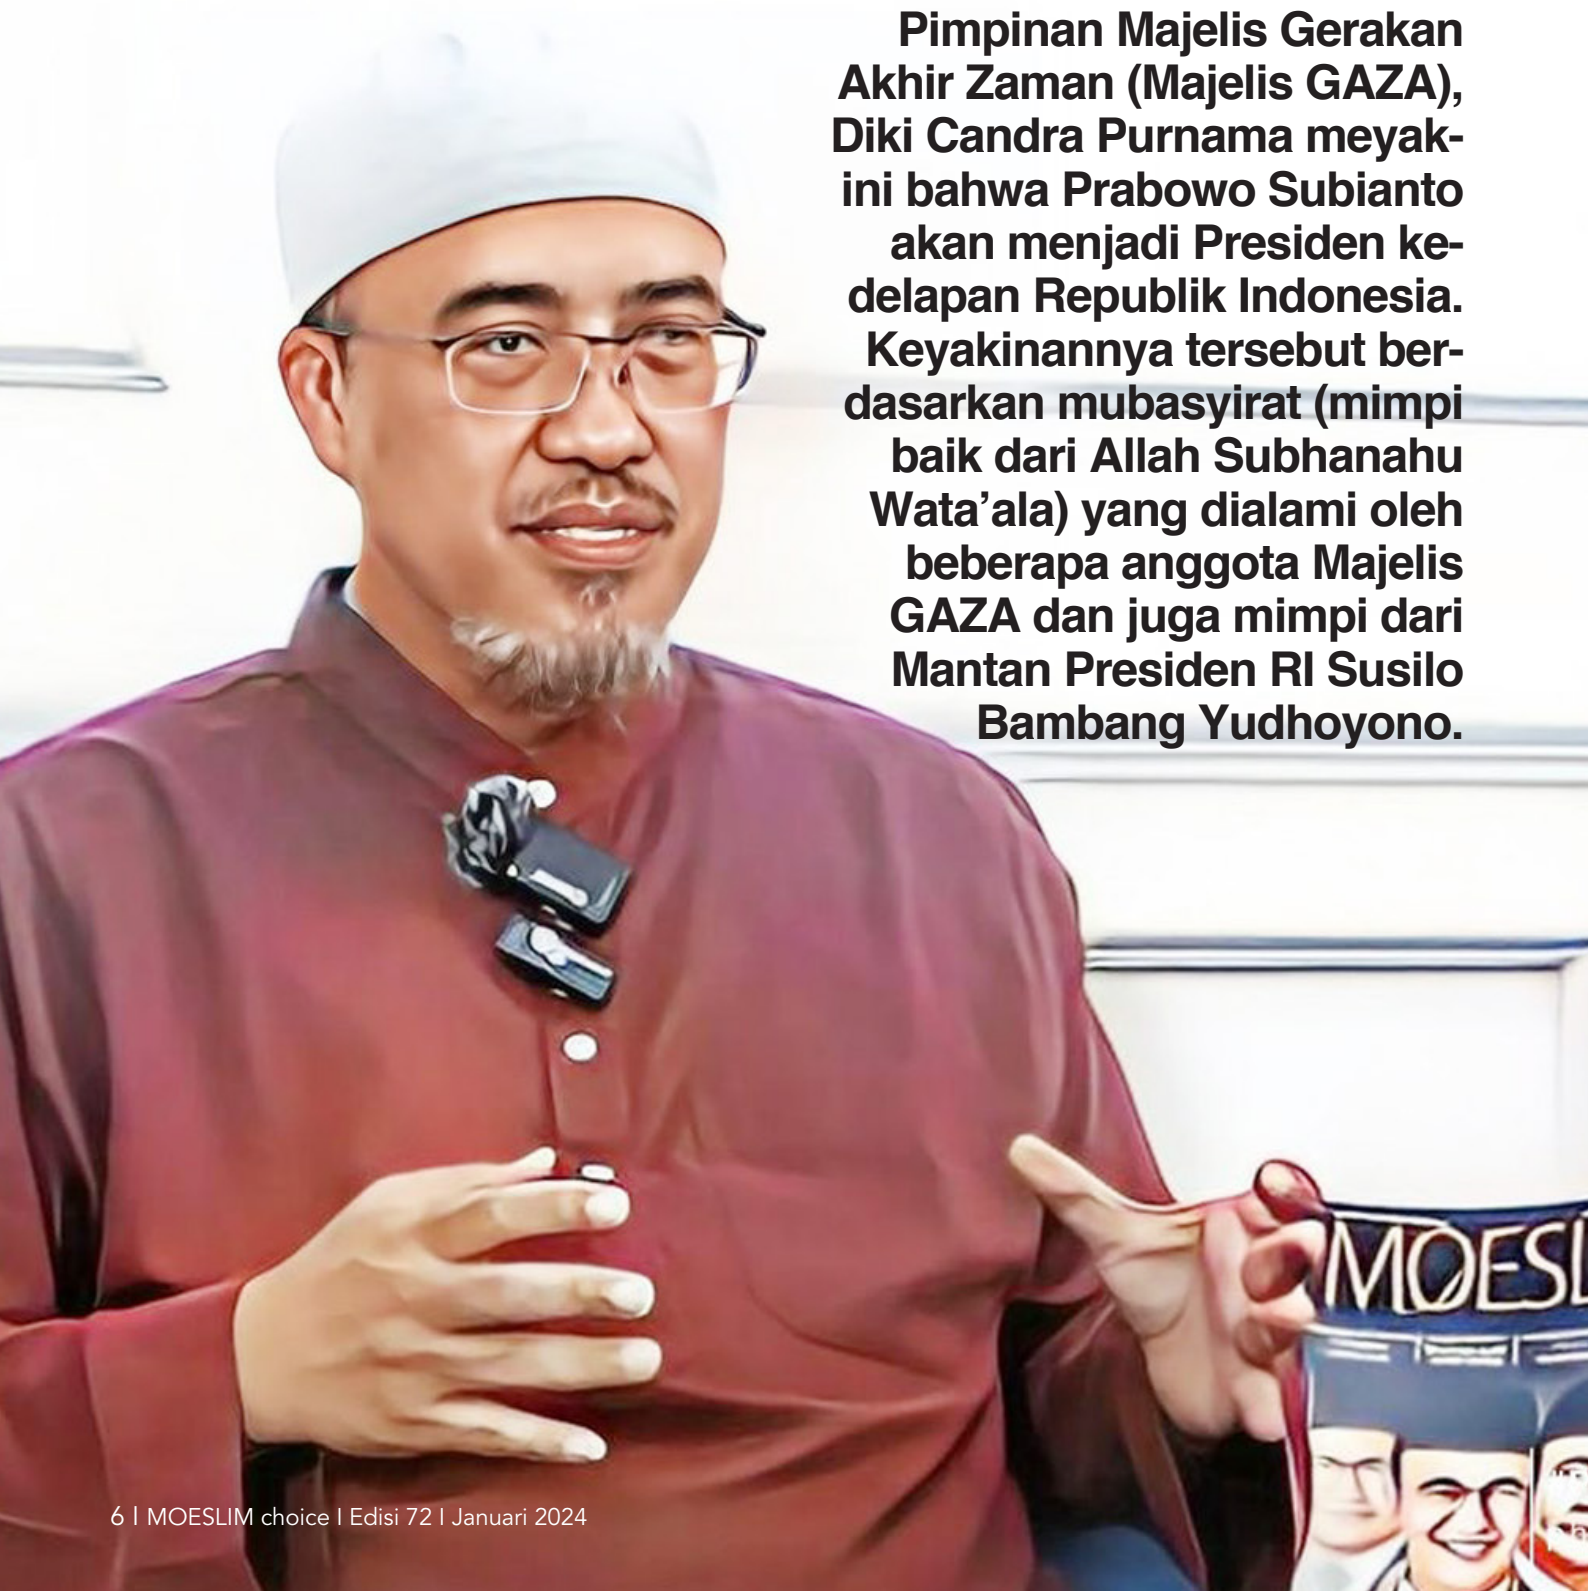 Pimpinan Majelis Gerakan
Akhir Zaman (Majelis GAZA),
Diki Candra Purnama meyak-
ini bahwa Prabowo Subianto
akan menjadi Presiden ke-
delapan Republik Indonesia.
Keyakinannya tersebut ber-
dasarkan mubasyirat (mimpi
baik dari Allah Subhanahu
Wata’ala) yang dialami oleh
beberapa anggota Majelis
GAZA dan juga mimpi dari
Mantan Presiden RI Susilo
Bambang Yudhoyono.
MOESL
6 I MOESLIM choice I Edisi 72 I Januari 2024